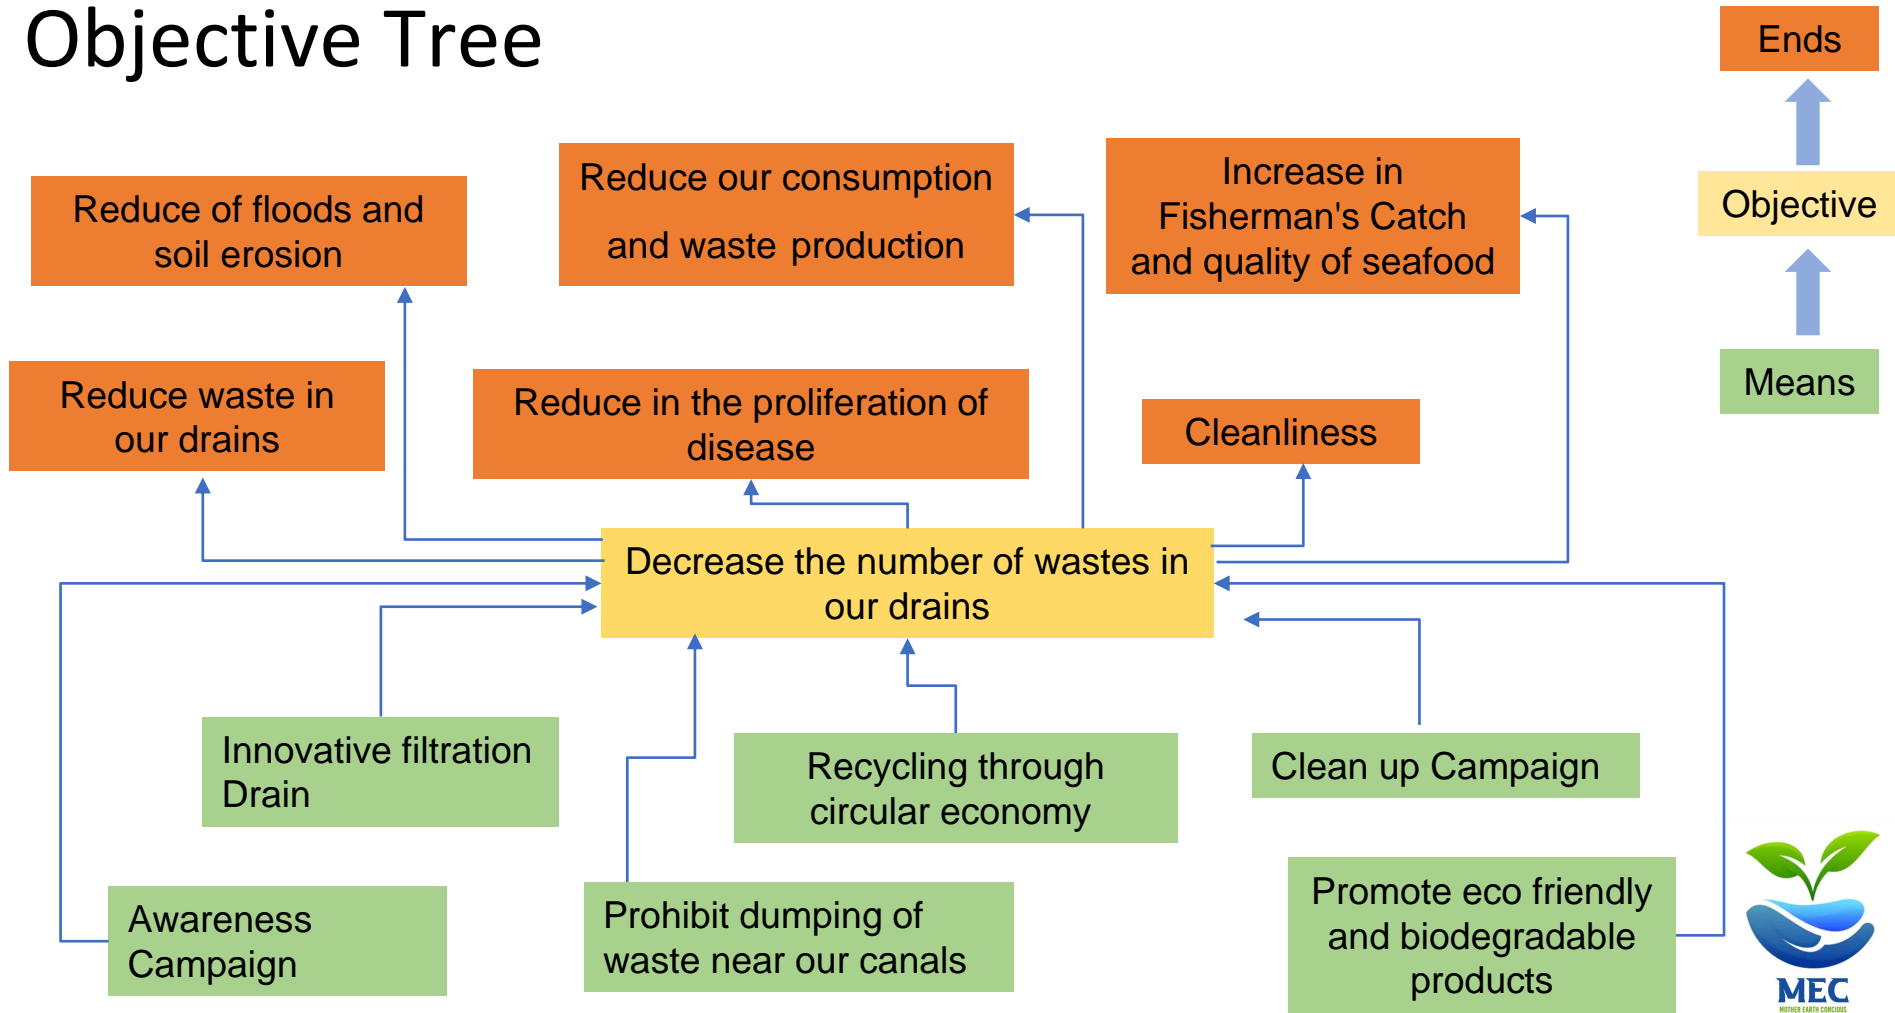 Objective Tree
Ends
Objective
Means
Reduce of floods and
soil erosion
Reduce our consumption
and waste production
Increase in
Fisherman's Catch
and quality of seafood
Reduce waste in
our drains
Reduce in the proliferation of
disease
Cleanliness
Decrease the number of wastes in
our drains
Innovative filtration
Drain
Recycling through
circular economy
Clean up Campaign
Awareness
Campaign
Prohibit dumping of
waste near our canals
Promote eco friendly
and biodegradable
products
MEC
MOTHER EARTH CONCIOUS